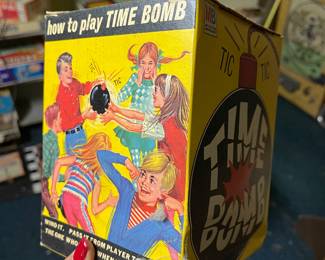 how to play TIME BOMB
TIC
WIND IT. PASS IT FROM PLAYER TO
THE ONE WHO WHEN
MB
TIC
TIC
TIME
BOMB